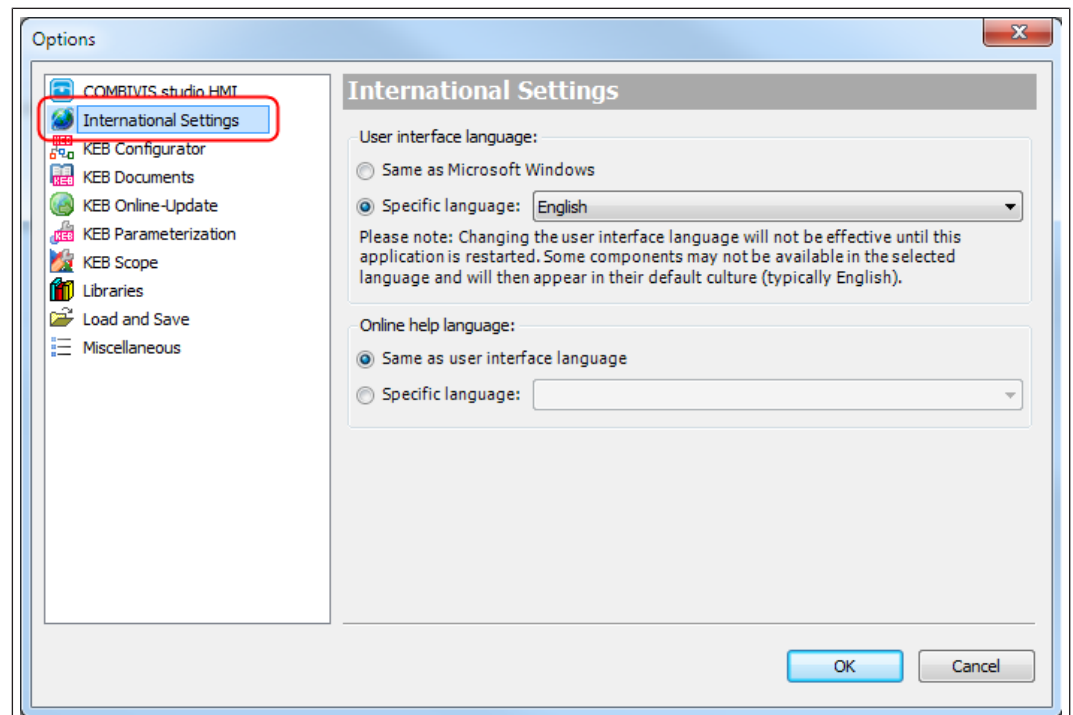 Options
COMBIVIS studio HMI
International Settings
KEB Configurator
KEB Documents
KEB Online-Update
KEB Parameterization
KEB Scope
Libraries
Load and Save
Miscellaneous
International Settings
User interface language:
Same as Microsoft Windows
Specific language: English
Please note: Changing the user interface language will not be effective until this
application is restarted. Some components may not be available in the selected
language and will then appear in their default culture (typically English).
Online help language:
Same as user interface language
Specific language:
OK Cancel